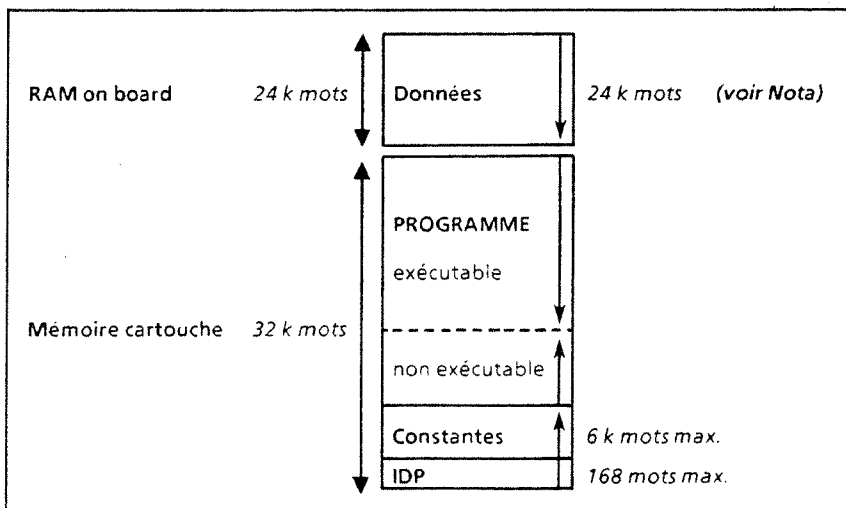 RAM on board 24 k mots Données 24 k mots (voir Nota)
PROGRAMME
exécutable
Mémoire cartouche 32 k mots
non exécutable
Constantes 6 k mots max.
IDP 168 mots max.